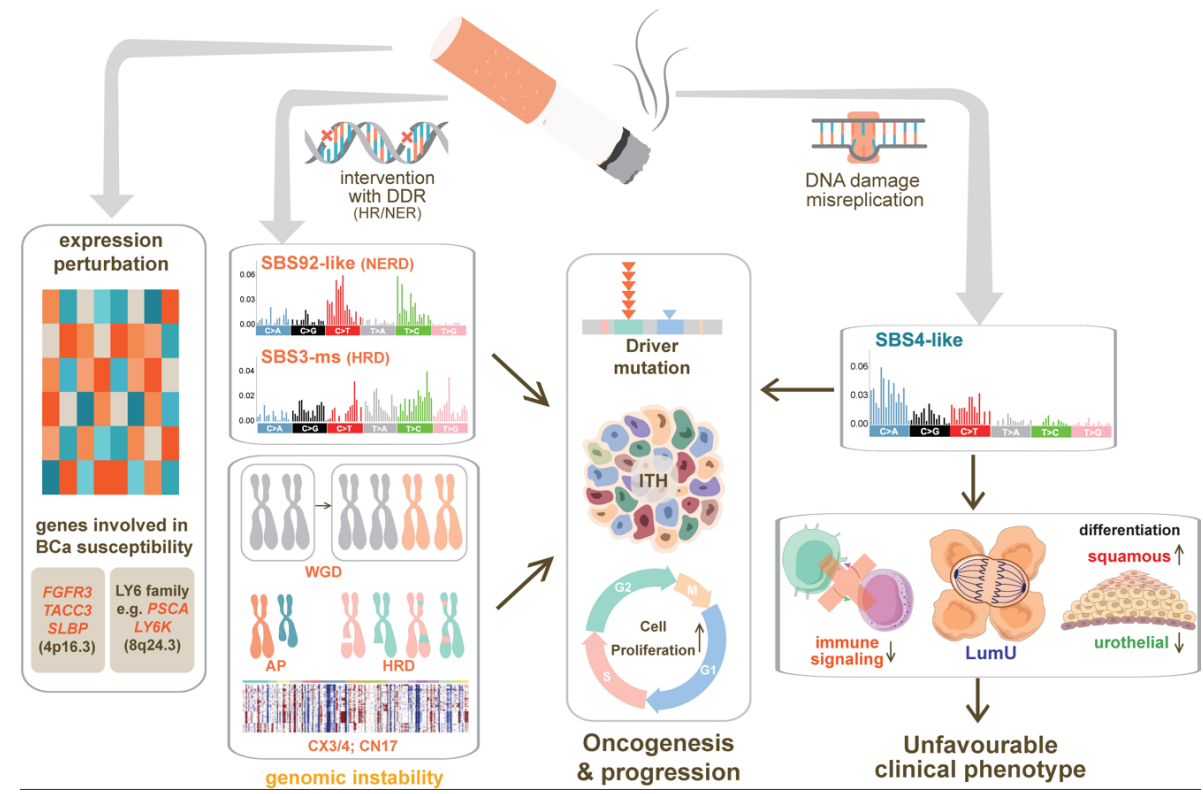 intervention
with DDR
(HR/NER)
DNA damage
misreplication
expression
perturbation
genes involved in
BCa susceptibility
FGFR3
TACC3
SLBP
(4p16.3)
LY6 family
e.g. PSCA
LY6K
(8q24.3)
SBS92-like (NERD)
0.06
0.03
0.00
C>A C>G C>T T>A T>C T>G
SBS3-ms (HRD)
0.04
0.02
0.00
C>A C>G C>T T>A T>C T>G
WGD
AP
HRD
CX3/4; CN17
genomic instability
Driver
mutation
ITH
G2
M
G1
S
Cell
Proliferation
Oncogenesis
& progression
SBS4-like
0.06
0.03
0.00
C>A C>G C>T T>A T>C T>G
immune
signaling
LumU
differentiation
squamous
urothelial
Unfavourable
clinical phenotype